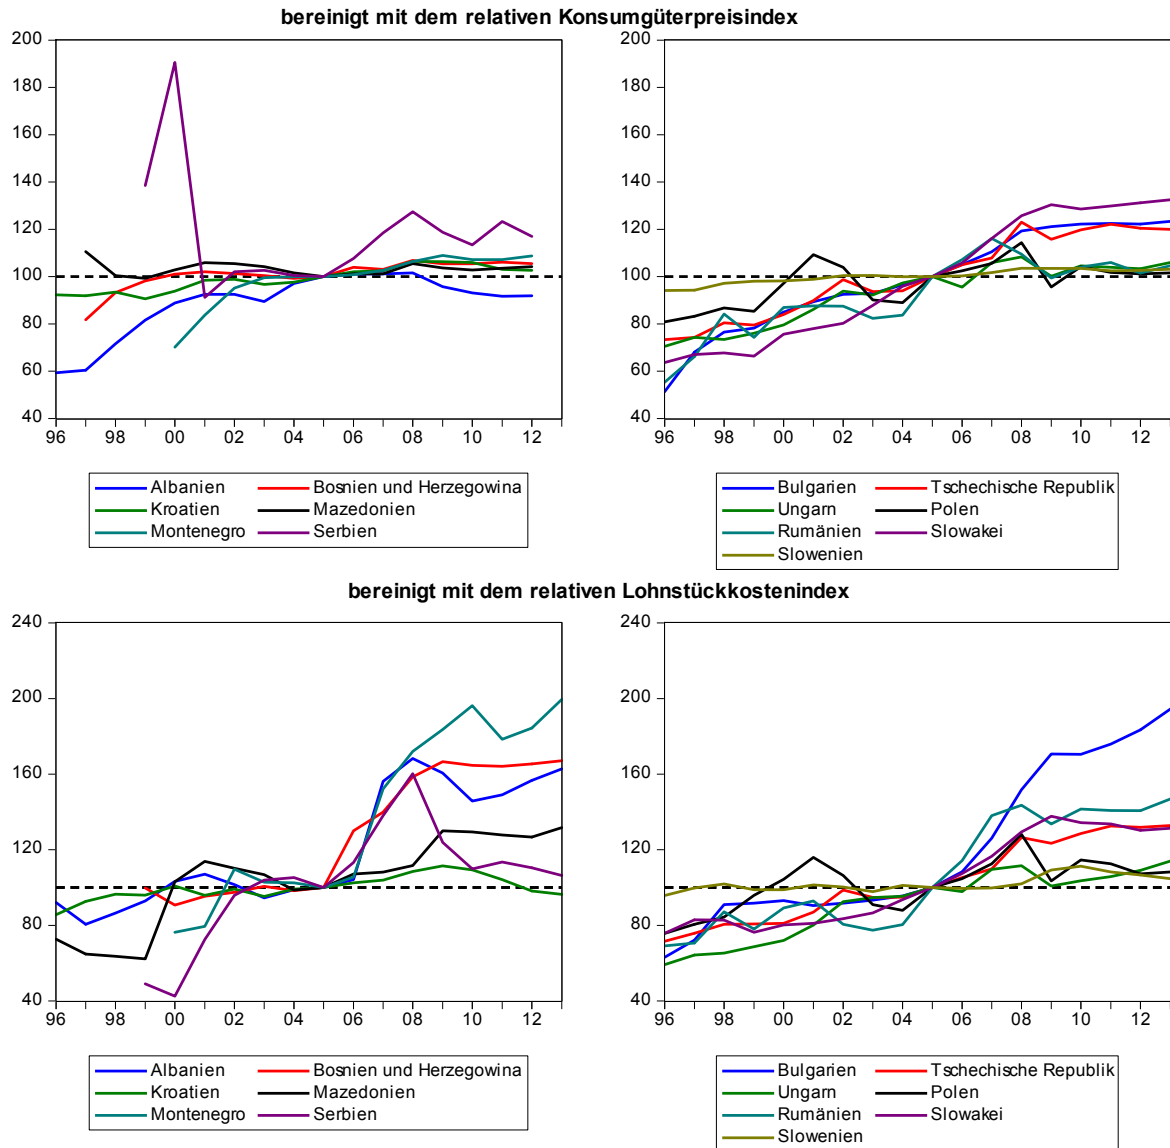 bereinigt mit dem relativen Konsumgüterpreisindex
200
180
160
140
120
100
80
60
40
96 98 00 02 04 06 08 10 12
Albanien Bosnien und Herzegowina
Kroatien Mazedonien
Montenegro Serbien
200
180
160
140
120
100
80
60
40
96 98 00 02 04 06 08 10 12
Bulgarien Tschechische Republik
Ungarn Polen
Rumänien Slowakei
Slowenien
bereinigt mit dem relativen Lohnstückkostenindex
240
200
160
120
80
40
96 98 00 02 04 06 08 10 12
Albanien Bosnien und Herzegowina
Kroatien Mazedonien
Montenegro Serbien
240
200
160
120
80
40
96 98 00 02 04 06 08 10 12
Bulgarien Tschechische Republik
Ungarn Polen
Rumänien Slowakei
Slowenien